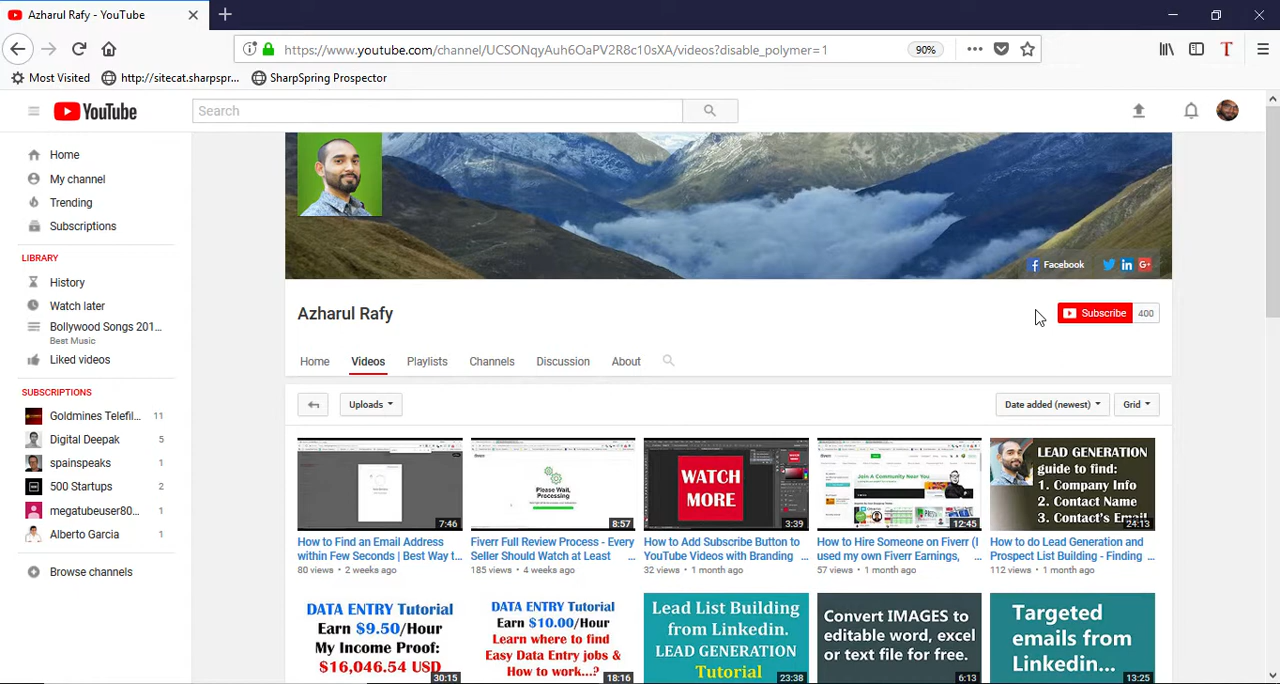 Azharul Rafy - YouTube
https://www.youtube.com/channel/UCSONqyAuh6OaPV2R8c10sXA/videos?disable_polymer=1
90%
Most Visited
http://sitecat.sharpspr...
SharpSpring Prospector
YouTube
Search
Home
My channel
Trending
Subscriptions
LIBRARY
History
Watch later
Bollywood Songs 201...
Best Music
Liked videos
SUBSCRIPTIONS
Goldmines Telefil... 11
Digital Deepak 5
spainspeaks 1
500 Startups 2
megatubeuser80... 1
Alberto Garcia 1
Browse channels
Facebook
Azharul Rafy
Subscribe 400
Home Videos Playlists Channels Discussion About
Uploads
Date added (newest) Grid
7:46
How to Find an Email Address
within Few Seconds | Best Way t...
80 views • 2 weeks ago
Please Wait,
Processing
8:57
Fiverr Full Review Process - Every
Seller Should Watch at Least
185 views • 4 weeks ago
WATCH
MORE
3:39
How to Add Subscribe Button to
YouTube Videos with Branding
32 views • 1 month ago
Join A Community Near You
12:45
How to Hire Someone on Fiverr (I
used my own Fiverr Earnings,
57 views • 1 month ago
LEAD GENERATION
guide to find:
1. Company Info
2. Contact Name
3. Contact's Email
24:13
How to do Lead Generation and
Prospect List Building - Finding
112 views • 1 month ago
DATA ENTRY Tutorial
Earn $9.50/Hour
My Income Proof:
$16,046.54 USD
30:15
DATA ENTRY Tutorial
Earn $10.00/Hour
Learn where to find
Easy Data Entry jobs &
How to work...?
18:16
Lead List Building
from Linkedin.
LEAD GENERATION
Tutorial
23:38
Convert IMAGES to
editable word, excel
or text file for free.
6:13
Targeted
emails from
Linkedin...
13:25